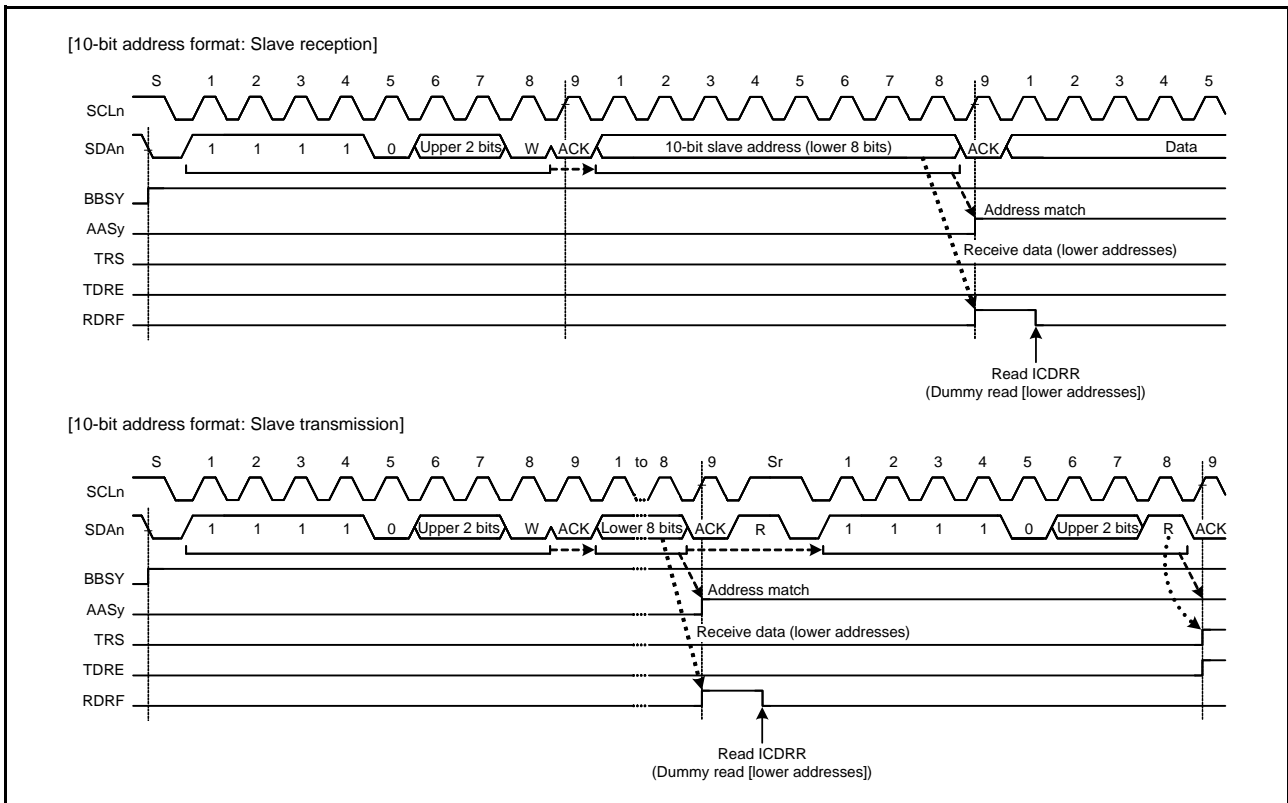 [10-bit address format: Slave reception]
S 1 2 3 4 5 6 7 8 9 1 2 3 4 5 6 7 8 9 1 2 3 4 5
SCLn
SDAn 1 1 1 1 0 Upper 2 bits W ACK 10-bit slave address (lower 8 bits) ACK Data
BBSY
Address match
AASy
Receive data (lower addresses)
TRS
TDRE
RDRF
Read ICDRR
(Dummy read [lower addresses])
[10-bit address format: Slave transmission]
S 1 2 3 4 5 6 7 8 9 1 to 8 9 Sr 1 2 3 4 5 6 7 8 9
SCLn
SDAn 1 1 1 1 0 Upper 2 bits W ACK Lower 8 bits ACK R 1 1 1 1 0 Upper 2 bits R ACK
BBSY
Address match
AASy
Receive data (lower addresses)
TRS
TDRE
RDRF
Read ICDRR
(Dummy read [lower addresses])